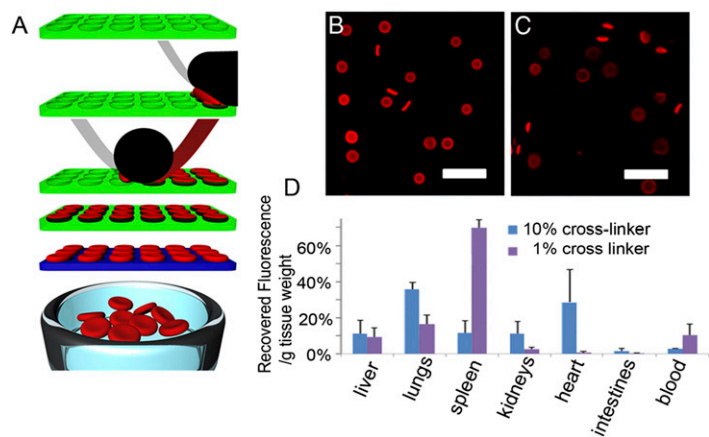 A
B
C
D
Recovered Fluorescence
/g tissue weight
60%
40%
20%
0%
10% cross-linker
1% cross linker
liver
lungs
spleen
kidneys
heart
intestines
blood